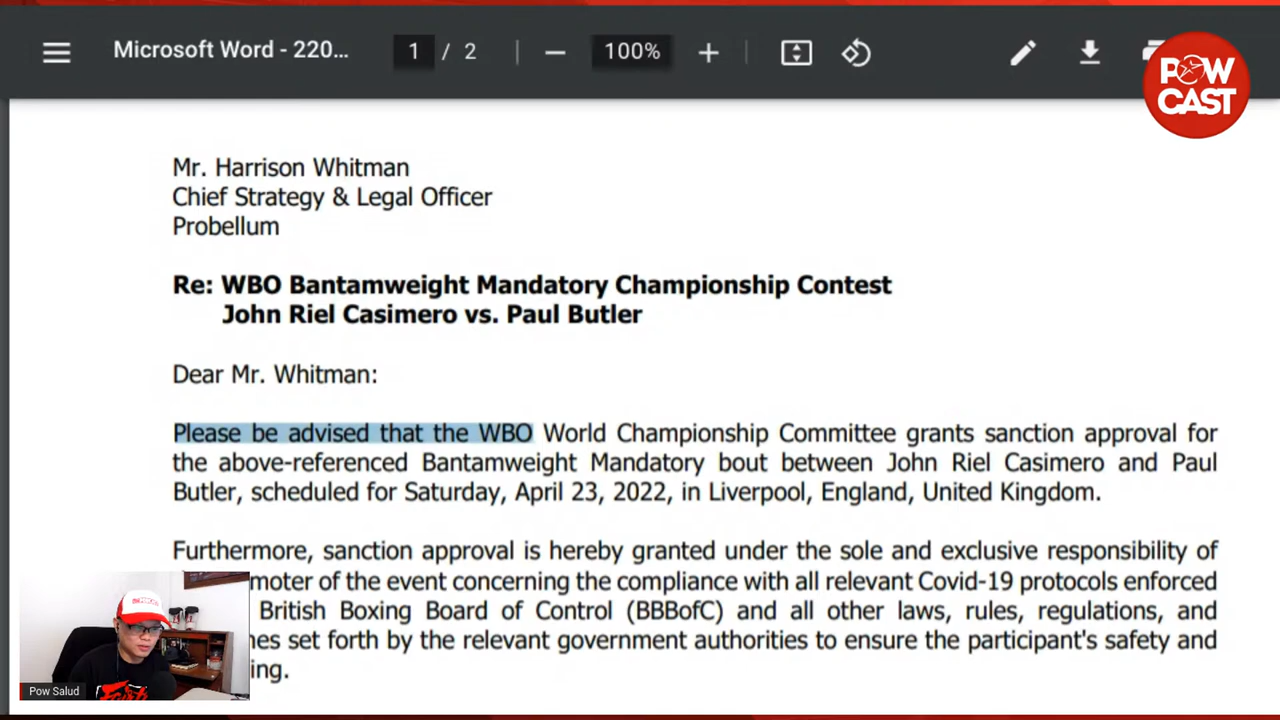 Microsoft Word - 220...
1 / 2
100%
POW
CAST
Mr. Harrison Whitman
Chief Strategy & Legal Officer
Probellum
Re: WBO Bantamweight Mandatory Championship Contest
John Riel Casimero vs. Paul Butler
Dear Mr. Whitman:
Please be advised that the WBO World Championship Committee grants sanction approval for
the above-referenced Bantamweight Mandatory bout between John Riel Casimero and Paul
Butler, scheduled for Saturday, April 23, 2022, in Liverpool, England, United Kingdom.
Furthermore, sanction approval is hereby granted under the sole and exclusive responsibility of
moter of the event concerning the compliance with all relevant Covid-19 protocols enforced
British Boxing Board of Control (BBBofC) and all other laws, rules, regulations, and
nes set forth by the relevant government authorities to ensure the participant's safety and
ing.
Pow Salud